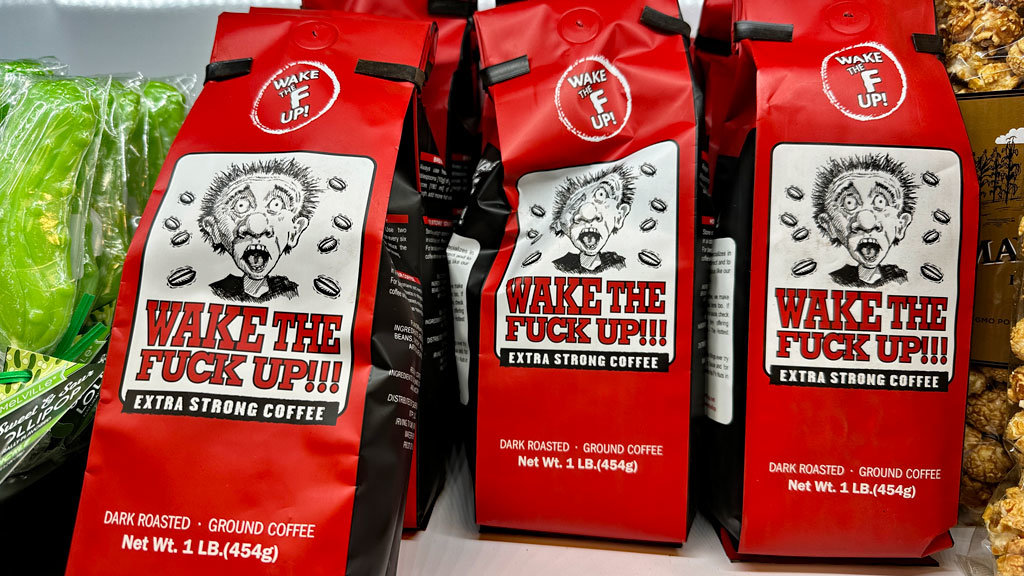 WAKE
THE
F
UP!
WAKE THE
FUCK UP!!!
EXTRA STRONG COFFEE
DARK ROASTED · GROUND COFFEE
Net Wt. 1 LB.(454g)
WAKE
THE
F
UP!
WAKE THE
FUCK UP!!!
EXTRA STRONG COFFEE
DARK ROASTED · GROUND COFFEE
Net Wt. 1 LB.(454g)
WAKE
THE
F
UP!
WAKE THE
FUCK UP!!!
EXTRA STRONG COFFEE
DARK ROASTED · GROUND COFFEE
Net Wt. 1 LB.(454g)
MELVILLE
Sweet & Sour